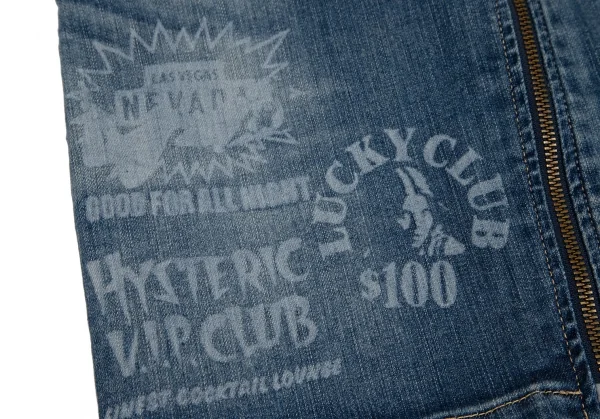 LAS VEGAS
NEVADA
GOOD FOR ALL NIGHT
HYSTERIC
V.I.P. CLUB
FINEST COCKTAIL LOUNGE
LUCKY CLUB
$100